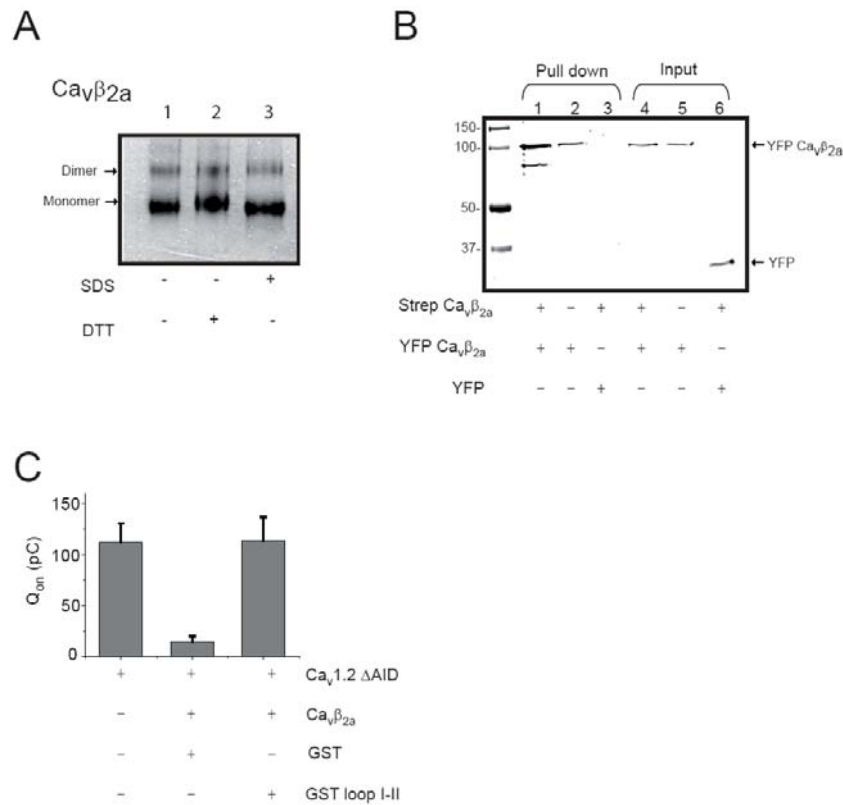 A
Caᵥβ₂ₐ
1 2 3
Dimer →
Monomer →
SDS - - +
DTT - + -
B
Pull down Input
1 2 3 4 5 6
150-
100-
← YFP Caᵥβ₂ₐ
50-
37-
← YFP
Strep Caᵥβ₂ₐ + − + + − +
YFP Caᵥβ₂ₐ + + − + + −
YFP − − + − − +
C
Qₒₙ (pC)
150
100
50
0
+ + + Caᵥ1.2 ΔAID
− + + Caᵥβ₂ₐ
− + − GST
− − + GST loop I-II